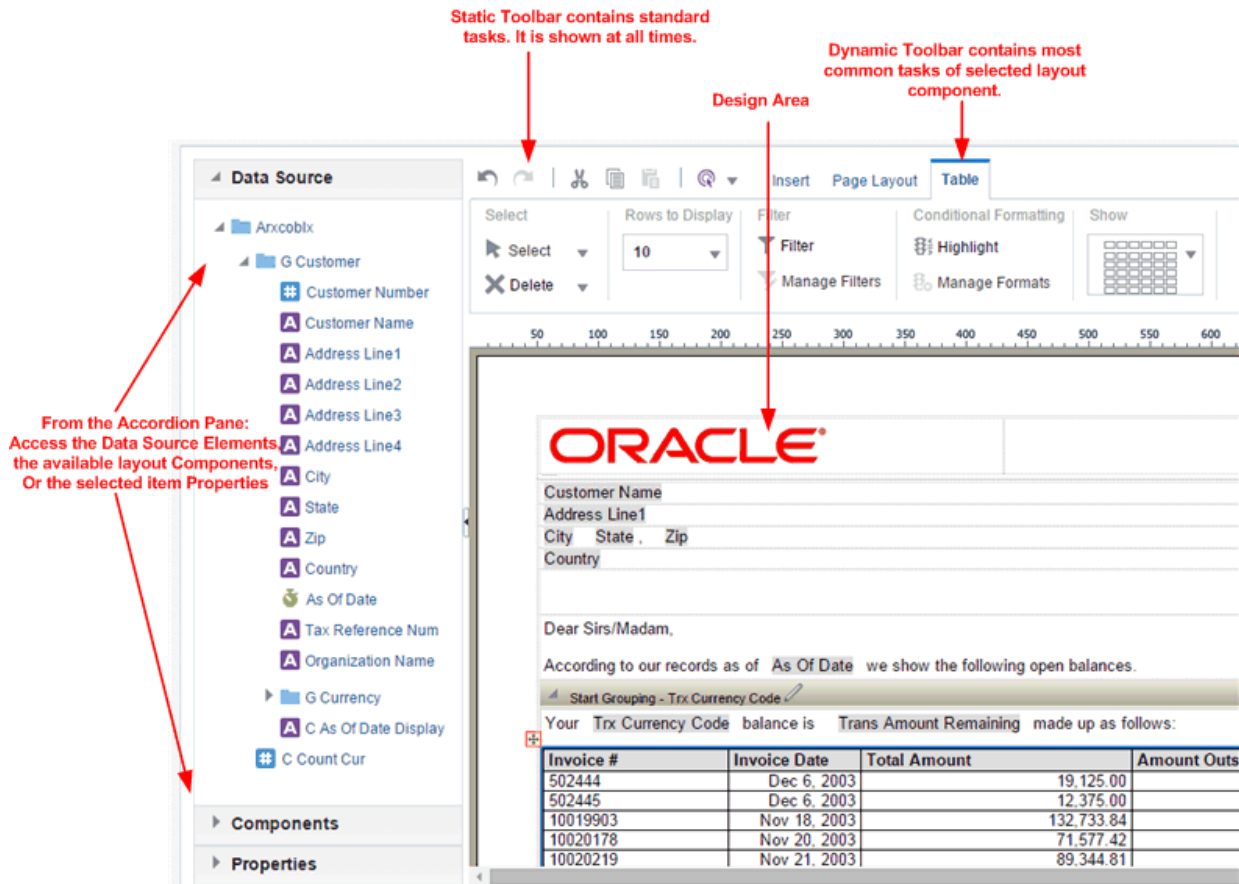 Static Toolbar contains standard
tasks. It is shown at all times.
Dynamic Toolbar contains most
common tasks of selected layout
component.
Design Area
Data Source
Insert Page Layout Table
Select Rows to Display Filter Conditional Formatting Show
Select 10 Filter Highlight
Delete Manage Filters Manage Formats
50 100 150 200 250 300 350 400 450 500 550 600
Arxcoblx
G Customer
# Customer Number
A Customer Name
A Address Line1
A Address Line2
A Address Line3
A Address Line4
A City
A State
A Zip
A Country
As Of Date
A Tax Reference Num
A Organization Name
G Currency
A C As Of Date Display
# C Count Cur
Components
Properties
From the Accordion Pane:
Access the Data Source Elements,
the available layout Components,
Or the selected item Properties
ORACLE®
Customer Name
Address Line1
City State , Zip
Country
Dear Sirs/Madam,
According to our records as of As Of Date we show the following open balances.
Start Grouping - Trx Currency Code
Your Trx Currency Code balance is Trans Amount Remaining made up as follows:
Invoice # Invoice Date Total Amount Amount Outs
502444 Dec 6, 2003 19,125.00
502445 Dec 6, 2003 12,375.00
10019903 Nov 18, 2003 132,733.84
10020178 Nov 20, 2003 71,577.42
10020219 Nov 21, 2003 89,344.81